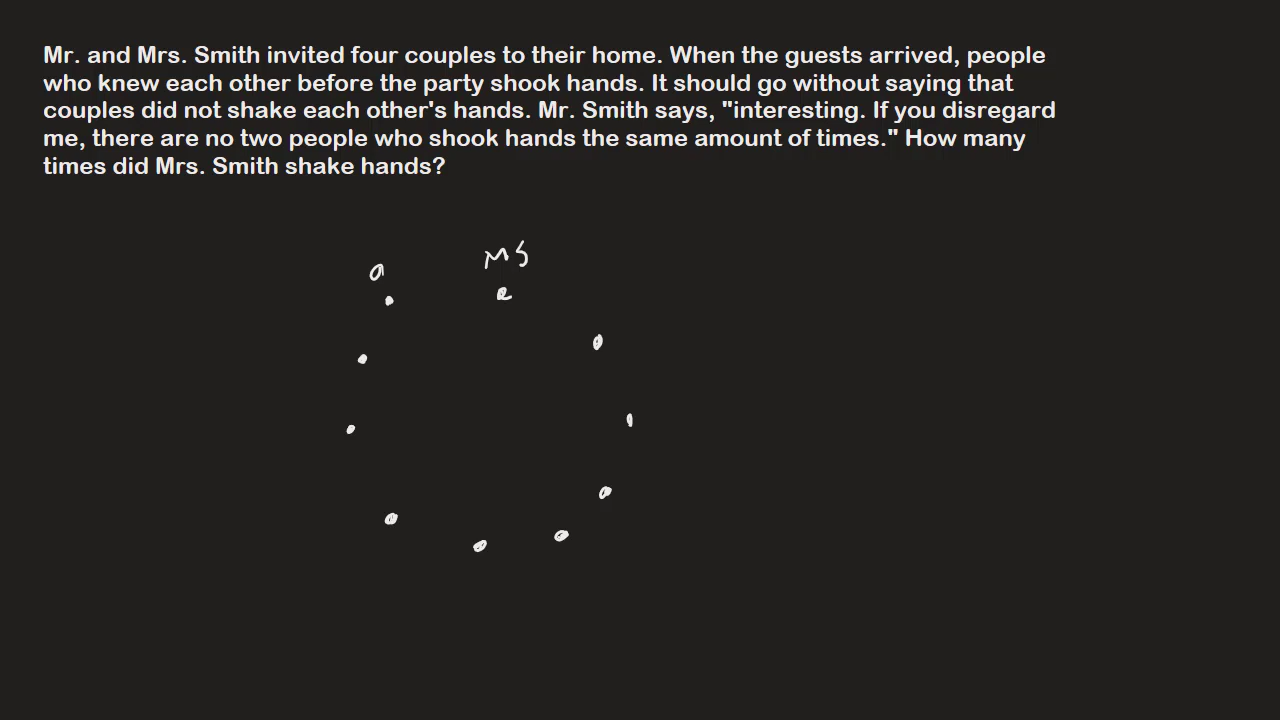 Mr. and Mrs. Smith invited four couples to their home. When the guests arrived, people
who knew each other before the party shook hands. It should go without saying that
couples did not shake each other's hands. Mr. Smith says, "interesting. If you disregard
me, there are no two people who shook hands the same amount of times." How many
times did Mrs. Smith shake hands?
MS